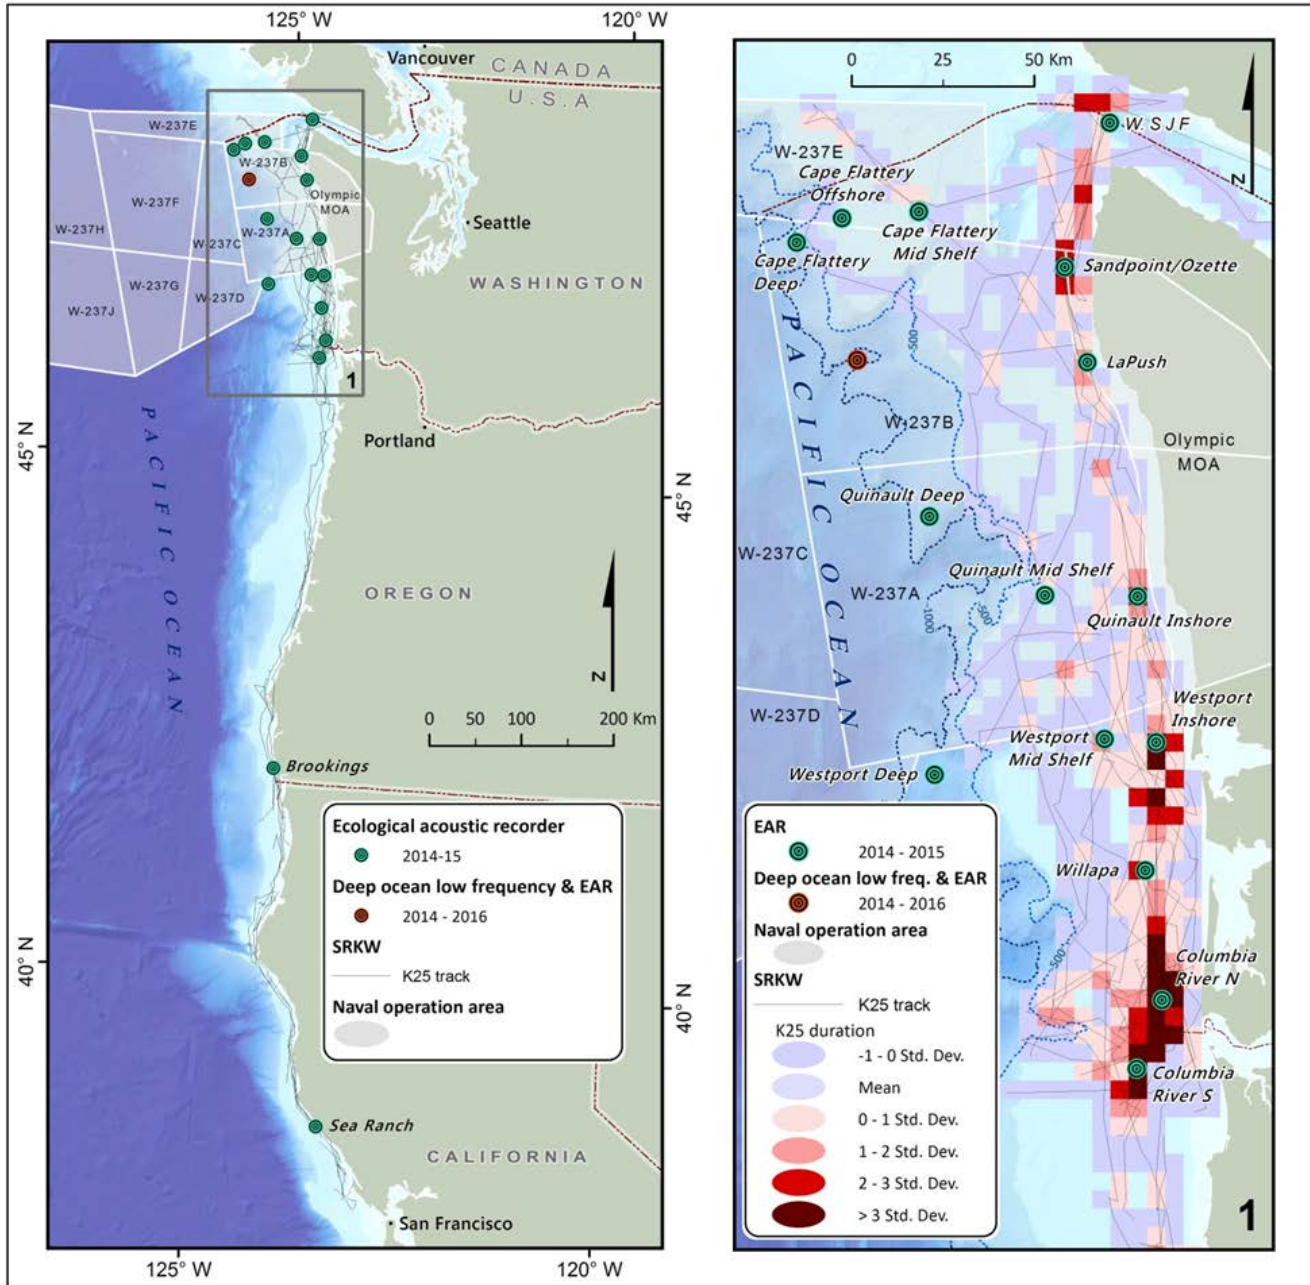 125° W
120° W
Vancouver
CANADA
U.S.A
W-237E
W-237B
W-237F
Olympic
MOA
W-237H
W-237C
W-237A
Seattle
W-237G
W-237D
W-237J
WASHINGTON
1
PACIFIC OCEAN
45° N
Portland
45° N
OREGON
N
0 50 100 200 Km
Brookings
Ecological acoustic recorder
2014-15
Deep ocean low frequency & EAR
2014 - 2016
SRKW
K25 track
Naval operation area
40° N
40° N
Sea Ranch
CALIFORNIA
San Francisco
125° W
120° W
0 25 50 Km
N
W. S J F
W-237E
Cape Flattery
Offshore
Cape Flattery
Mid Shelf
Cape Flattery
Deep
Sandpoint/Ozette
PACIFIC OCEAN
-500
LaPush
W-237B
Olympic
MOA
Quinault Deep
W-237C
Quinault Mid Shelf
W-237A
-500
1000
Quinault Inshore
W-237D
Westport
Inshore
Westport
Mid Shelf
Westport Deep
EAR
2014 - 2015
Deep ocean low freq. & EAR
2014 - 2016
Naval operation area
SRKW
K25 track
K25 duration
-1 - 0 Std. Dev.
Mean
0 - 1 Std. Dev.
1 - 2 Std. Dev.
2 - 3 Std. Dev.
> 3 Std. Dev.
Willapa
-500
Columbia
River N
Columbia
River S
1